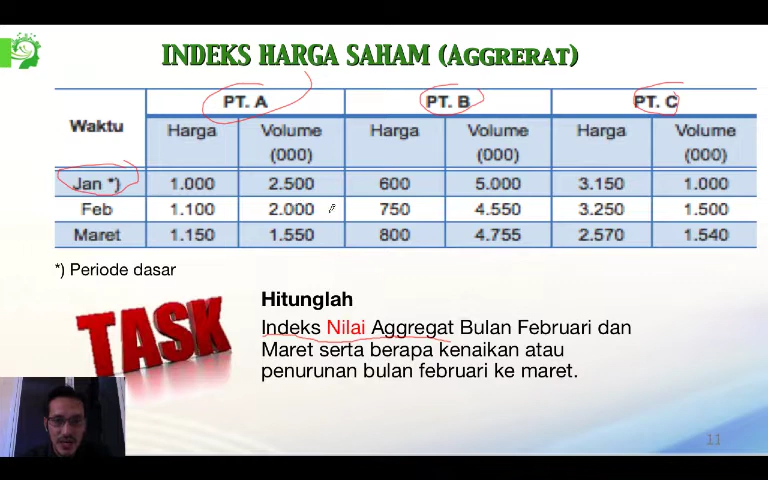 INDEKS HARGA SAHAM (AGGRERAT)
Waktu PT. A PT. B PT. C
Harga Volume (000) Harga Volume (000) Harga Volume (000)
Jan *) 1.000 2.500 600 5.000 3.150 1.000
Feb 1.100 2.000 750 4.550 3.250 1.500
Maret 1.150 1.550 800 4.755 2.570 1.540
*) Periode dasar
TASK
Hitunglah
Indeks Nilai Aggregat Bulan Februari dan
Maret serta berapa kenaikan atau
penurunan bulan februari ke maret.
11